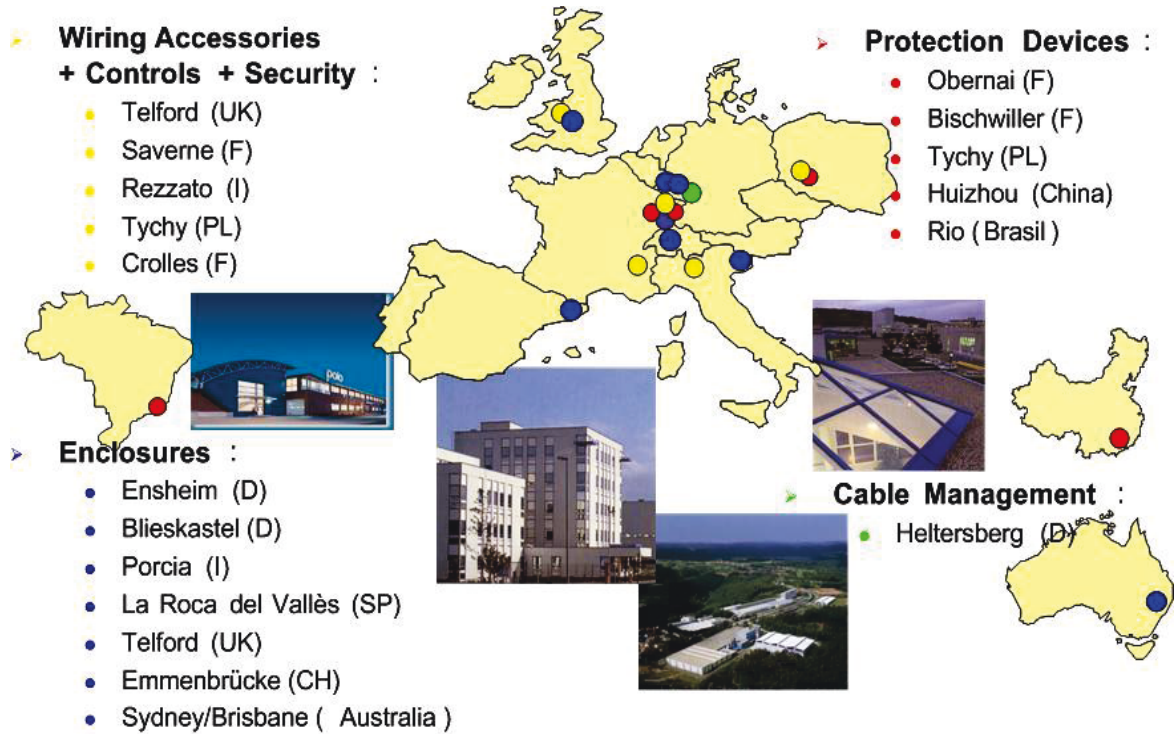 Wiring Accessories
+ Controls + Security :
Telford (UK)
Saverne (F)
Rezzato (I)
Tychy (PL)
Crolles (F)
Protection Devices :
Obernai (F)
Bischwiller (F)
Tychy (PL)
Huizhou (China)
Rio ( Brasil )
polo
Enclosures :
Ensheim (D)
Blieskastel (D)
Porcia (I)
La Roca del Vallès (SP)
Telford (UK)
Emmenbrücke (CH)
Sydney/Brisbane ( Australia )
Cable Management :
Heltersberg (D)